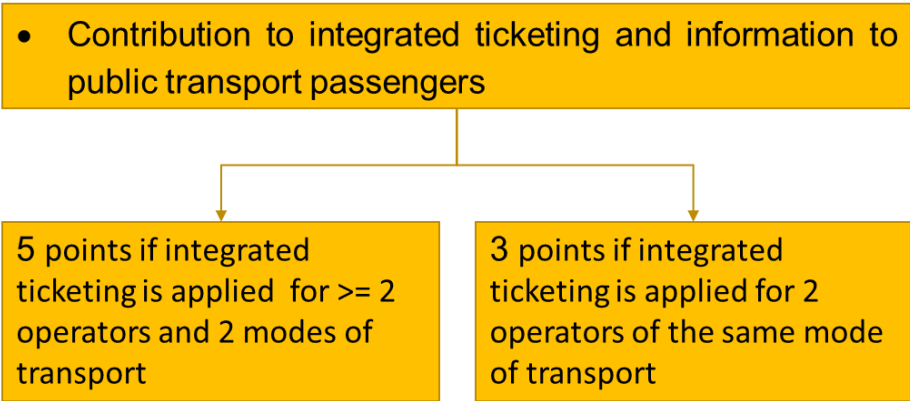 • Contribution to integrated ticketing and information to
public transport passengers
5 points if integrated
ticketing is applied  for >= 2
operators and 2 modes of
transport
3 points if integrated
ticketing is applied for 2
operators of the same mode
of transport